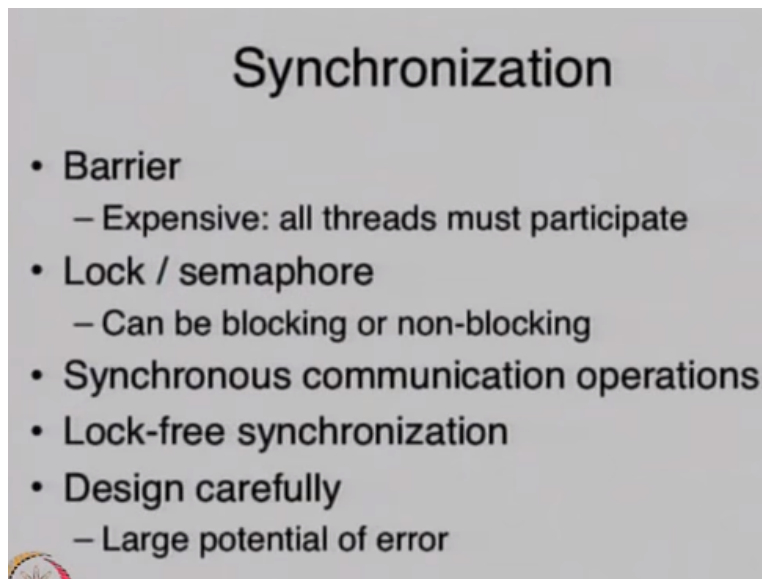 Synchronization
• Barrier
– Expensive: all threads must participate
• Lock / semaphore
– Can be blocking or non-blocking
• Synchronous communication operations
• Lock-free synchronization
• Design carefully
– Large potential of error